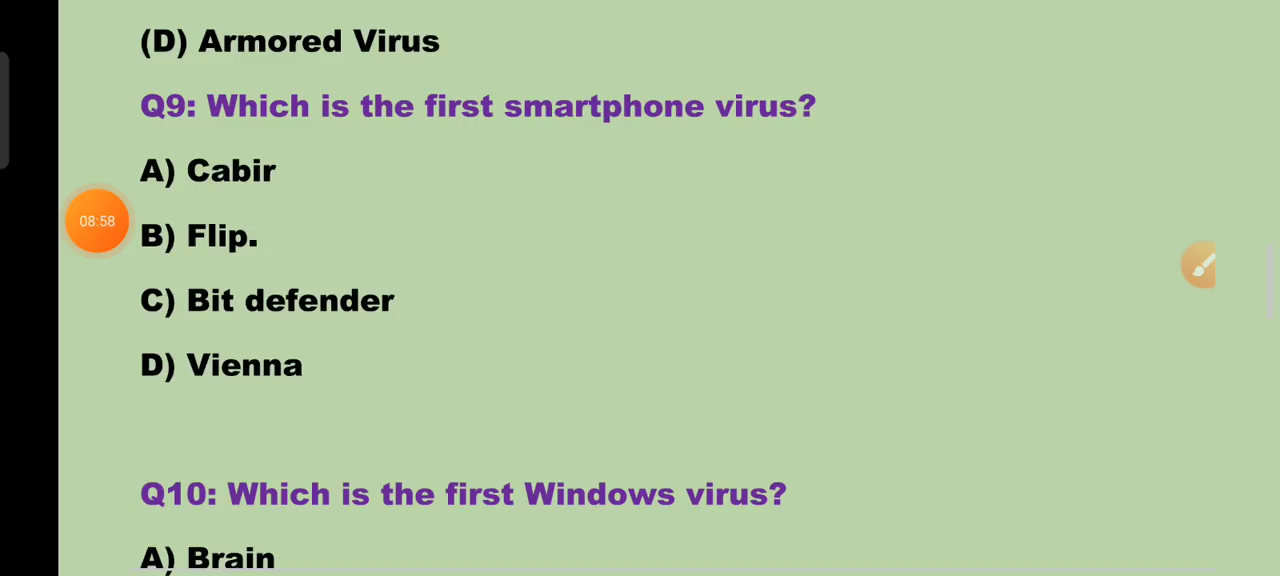 (D) Armored Virus
Q9: Which is the first smartphone virus?
A) Cabir
08:58
B) Flip.
C) Bit defender
D) Vienna
Q10: Which is the first Windows virus?
A) Brain